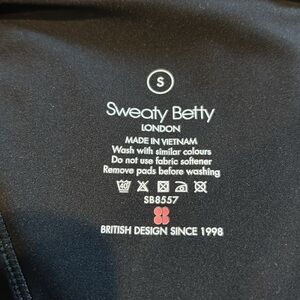 S
Sweaty Betty
LONDON
MADE IN VIETNAM
Wash with similar colours
Do not use fabric softener
Remove pads before washing
40
SB8557
BRITISH DESIGN SINCE 1998